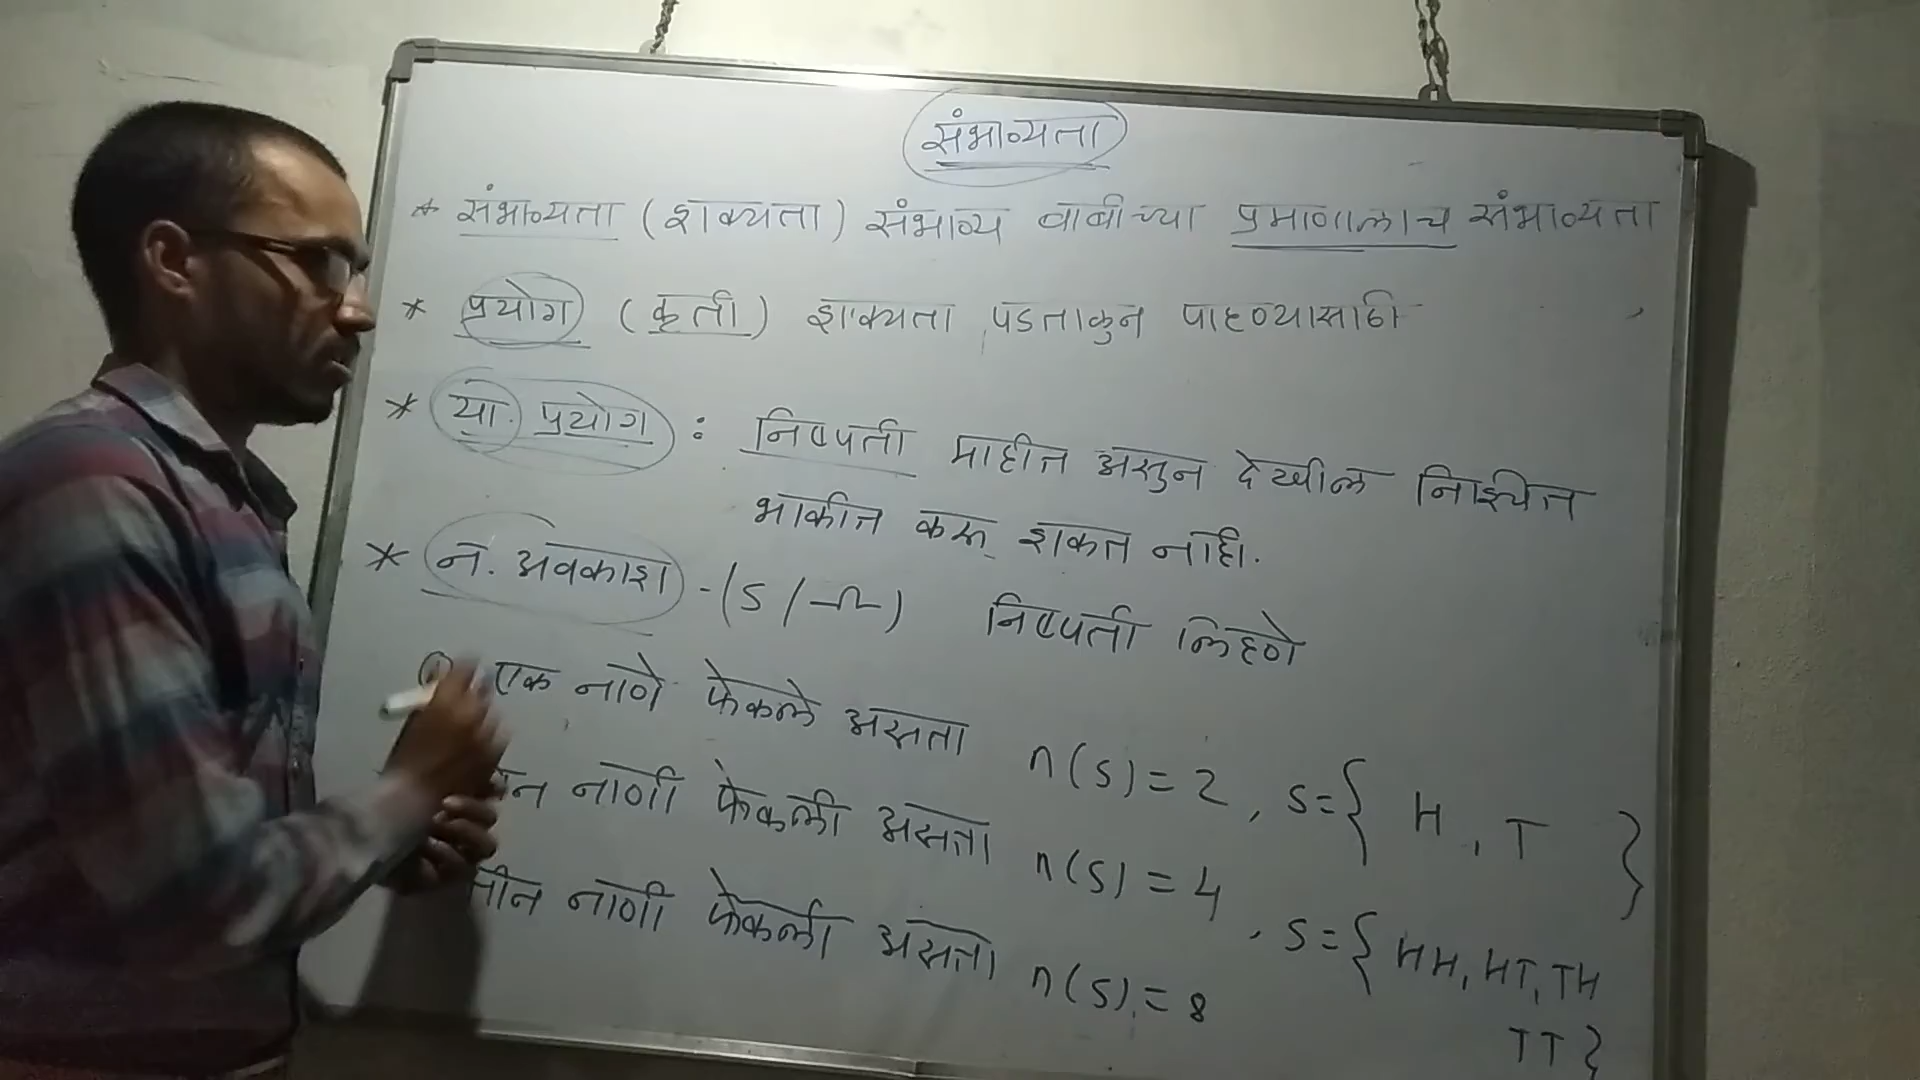 संभाव्यता
* संभाव्यता (शक्यता) संभाव्य बाबीच्या प्रमाणालाच संभाव्यता
* प्रयोग (कृती) शक्यता पडताळुन पाहण्यासाठी
* या. प्रयोग : निष्पती माहीत असुन देखील निश्चित
भाकीत करू शकत नाही.
* न. अवकाश - (S / Ω) निष्पती लिहणे
① एक नाणे फेकले असता n(S) = 2, S = { H, T }
नाणी फेकली असता n(S) = 4, S = { HH, HT, TH
TT }
तीन नाणी फेकली असता n(S) = 8